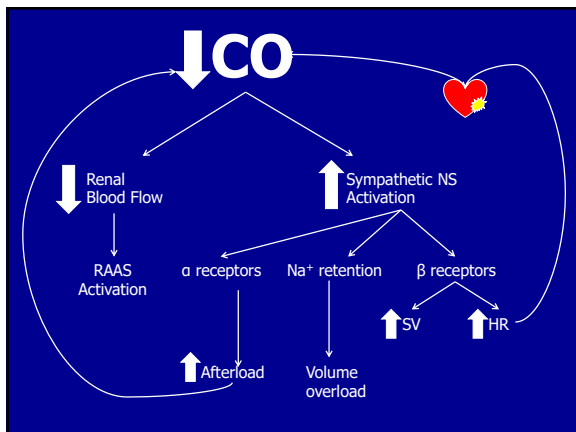 CO
Renal
Blood Flow
Sympathetic NS
Activation
RAAS
Activation
α receptors
Na⁺ retention
β receptors
SV
HR
Afterload
Volume
overload